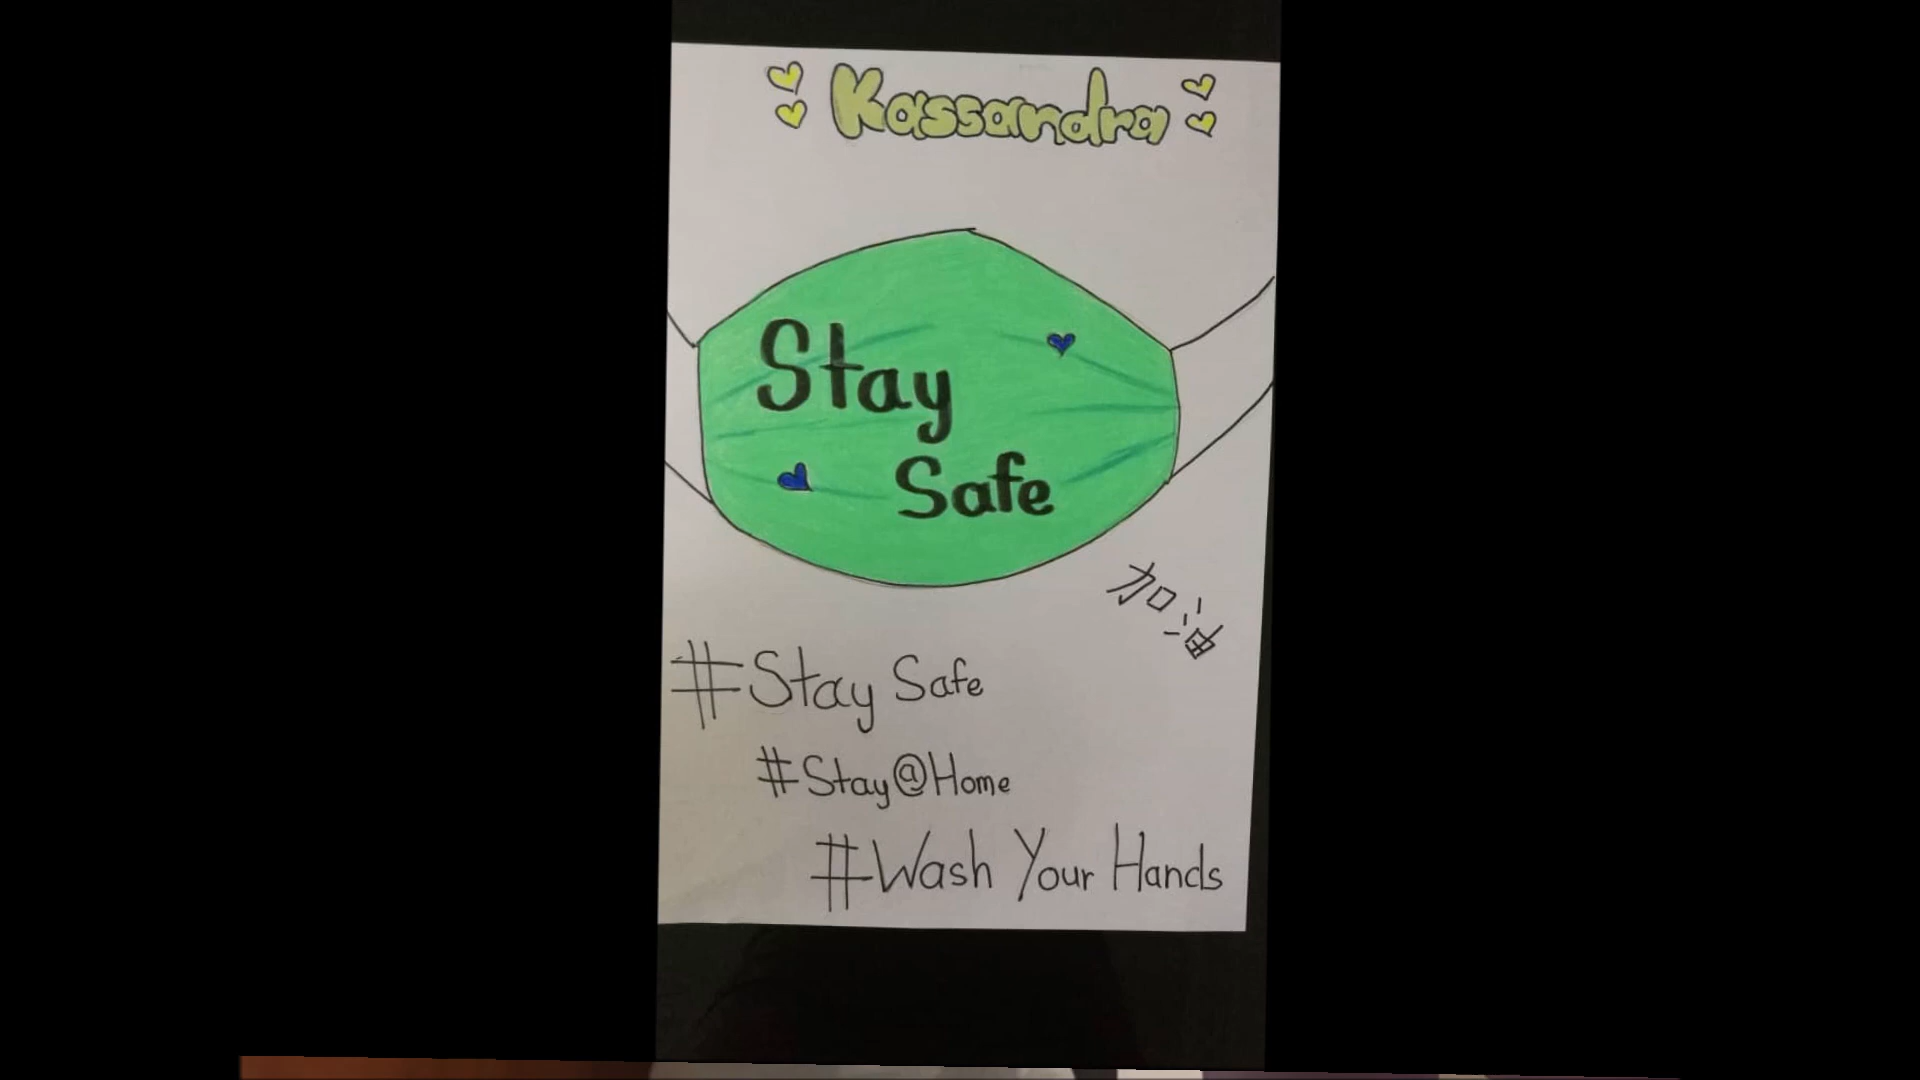 Kassandra
Stay
Safe
加油
#Stay Safe
#Stay@Home
#Wash Your Hands